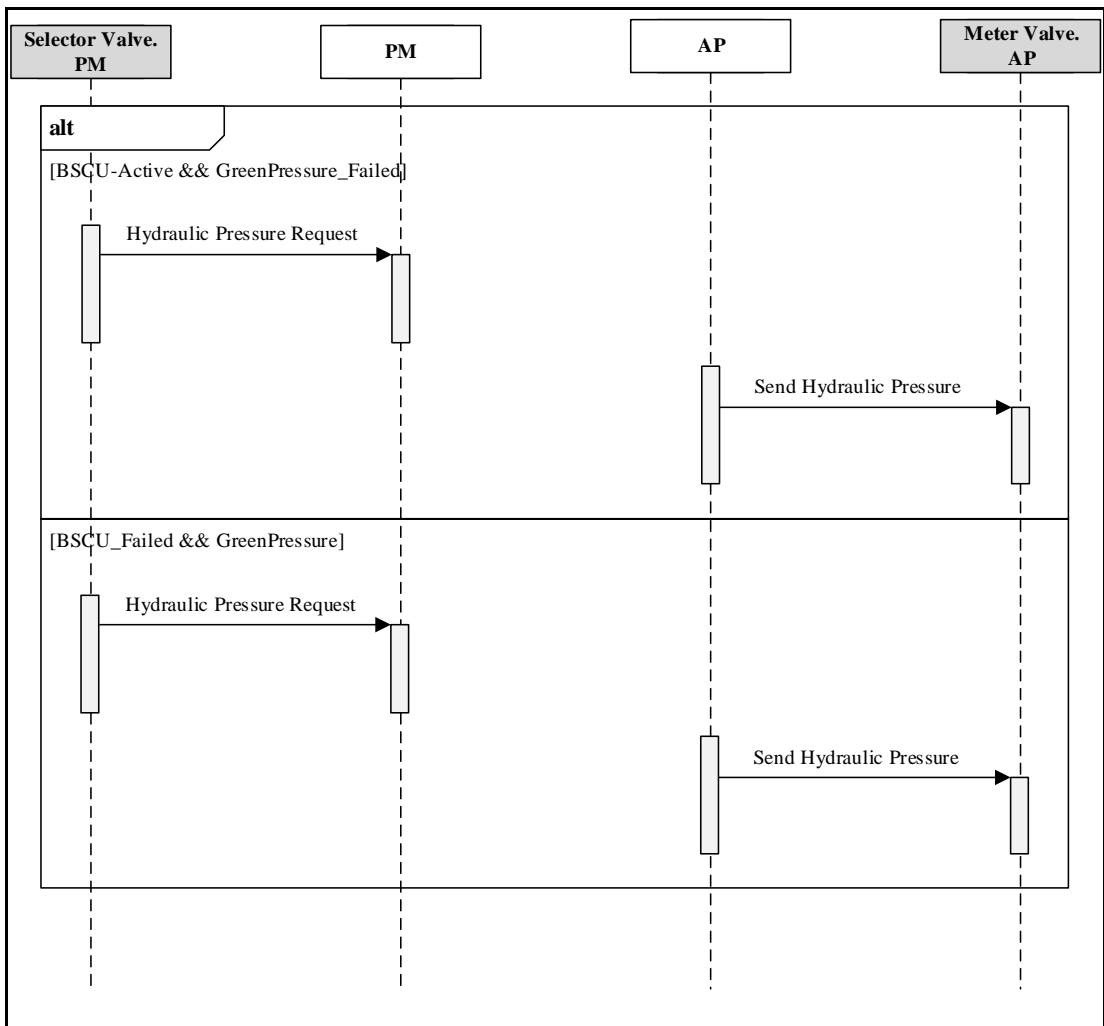 Selector Valve.
PM
PM
AP
Meter Valve.
AP
alt
[BSCU-Active && GreenPressure_Failed]
Hydraulic Pressure Request
Send Hydraulic Pressure
[BSCU_Failed && GreenPressure]
Hydraulic Pressure Request
Send Hydraulic Pressure